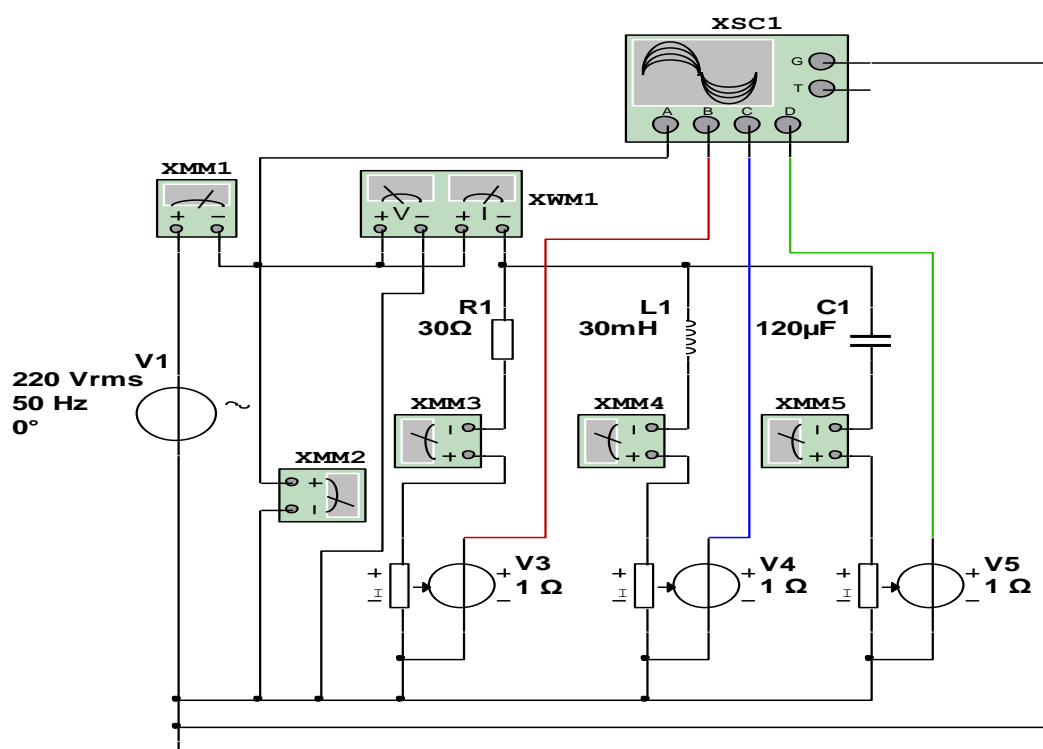 XSC1
G
T
A B C D
XMM1
XWM1
+ − + V − + I −
R1
30Ω
L1
30mH
C1
120µF
V1
220 Vrms
50 Hz
0°
XMM3
XMM4
XMM5
XMM2
V3
1 Ω
V4
1 Ω
V5
1 Ω
+ I −
+ −
+ I −
+ −
+ I −
+ −